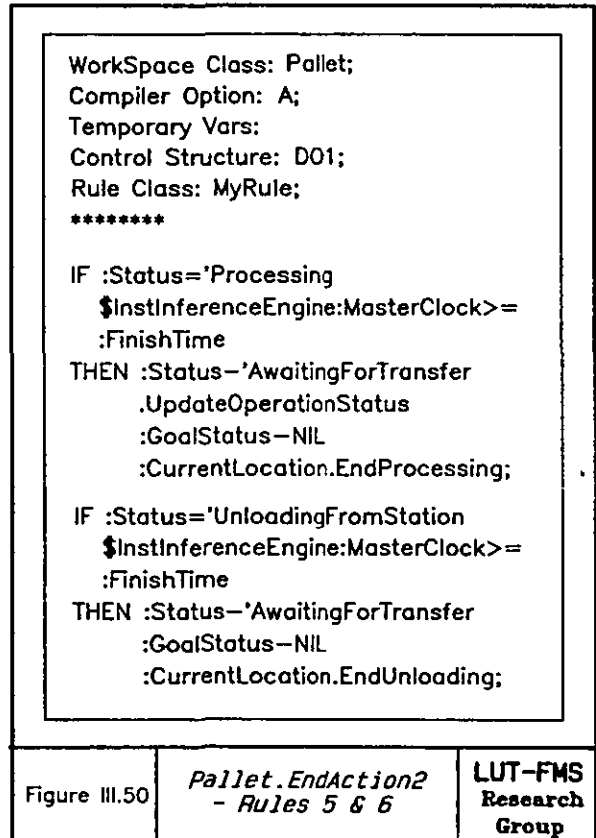 WorkSpace Class: Pallet;
Compiler Option: A;
Temporary Vars:
Control Structure: DO1;
Rule Class: MyRule;
********
IF :Status='Processing
$InstInferenceEngine:MasterClock>=
:FinishTime
THEN :Status–'AwaitingForTransfer
.UpdateOperationStatus
:GoalStatus–NIL
:CurrentLocation.EndProcessing;
IF :Status='UnloadingFromStation
$InstInferenceEngine:MasterClock>=
:FinishTime
THEN :Status–'AwaitingForTransfer
:GoalStatus–NIL
:CurrentLocation.EndUnloading;
Figure III.50
Pallet.EndAction2
- Rules 5 & 6
LUT-FMS
Research
Group